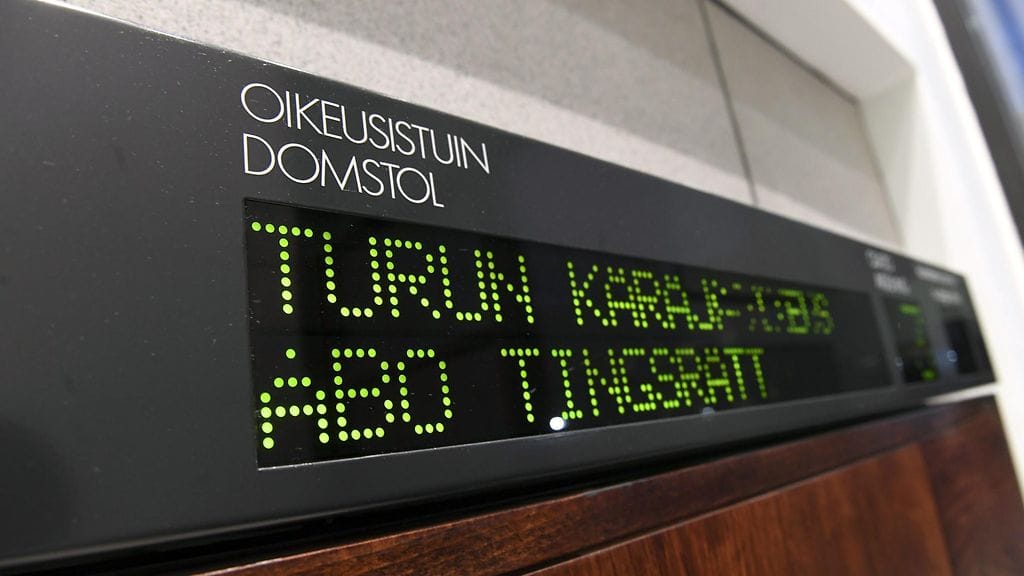 OIKEUSISTUIN
DOMSTOL
TURUN KÄRÄJÄOIKEUS
ÅBO TINGSRÄTT